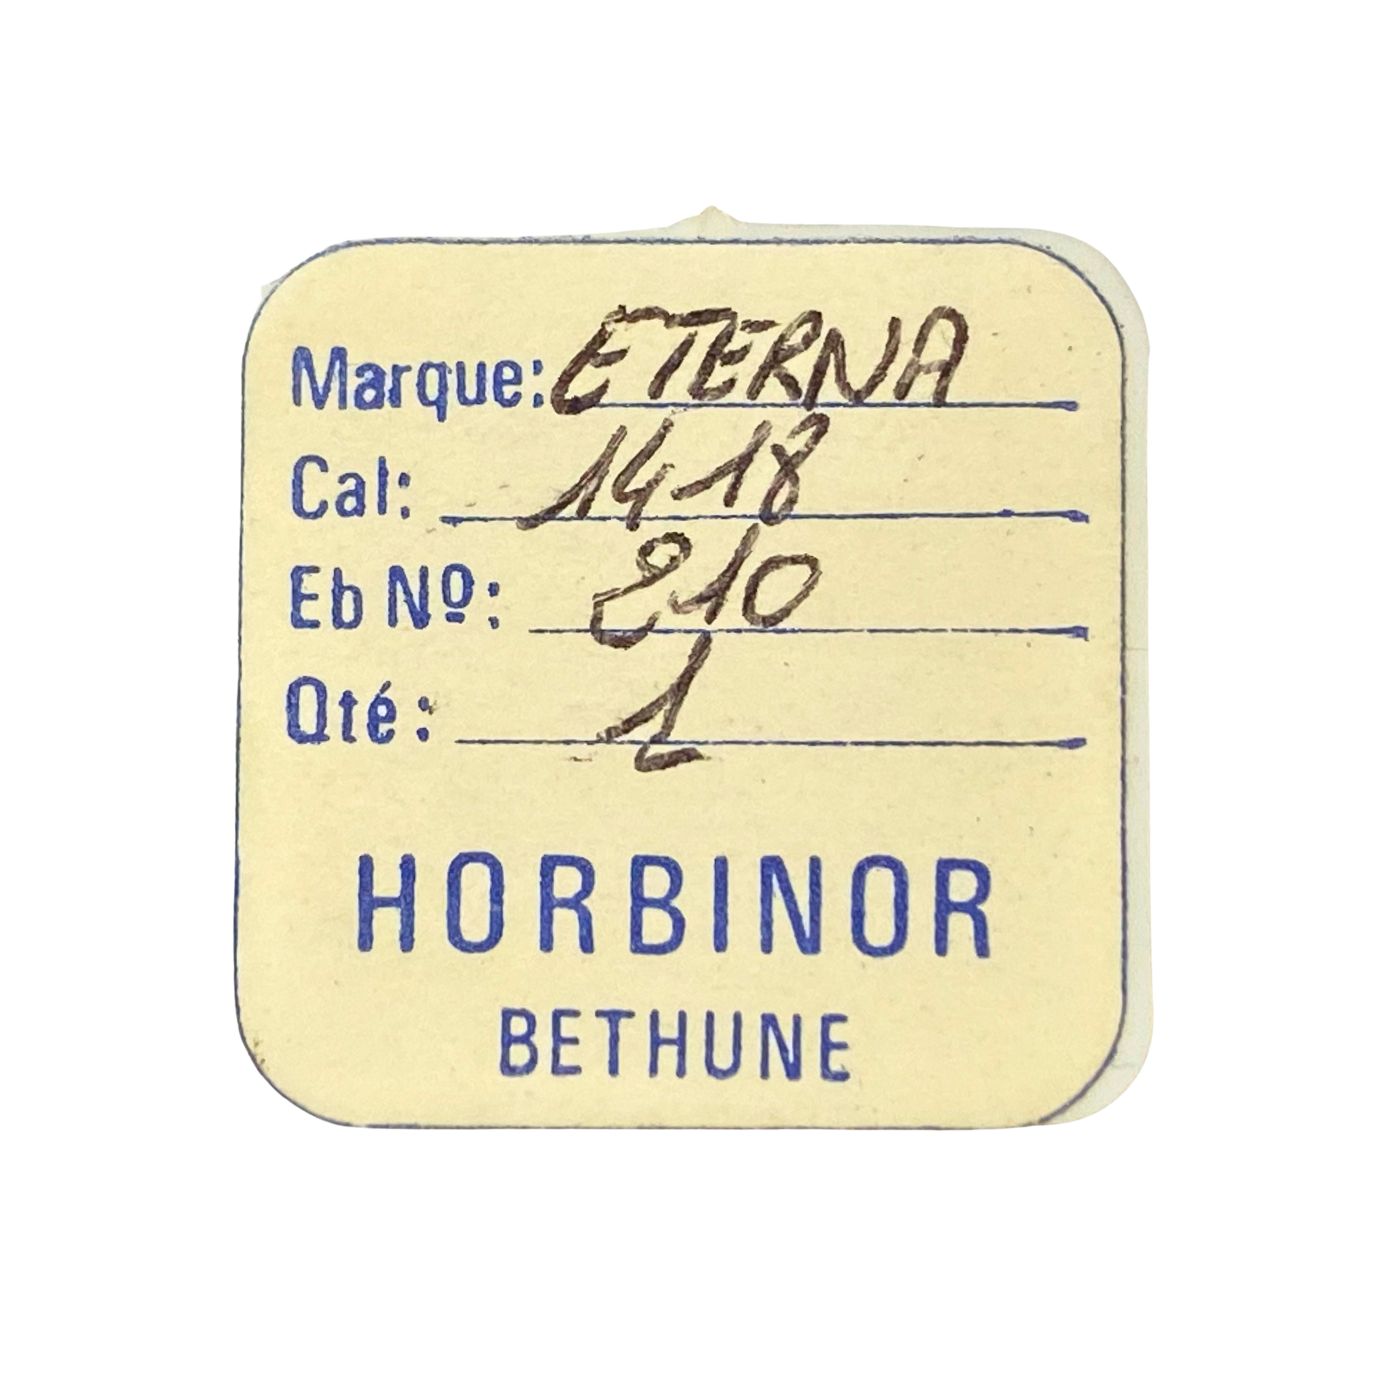 Marque: ETERNA
Cal: 1418
Eb Nº: 210
Qté: 1
HORBINOR
BETHUNE